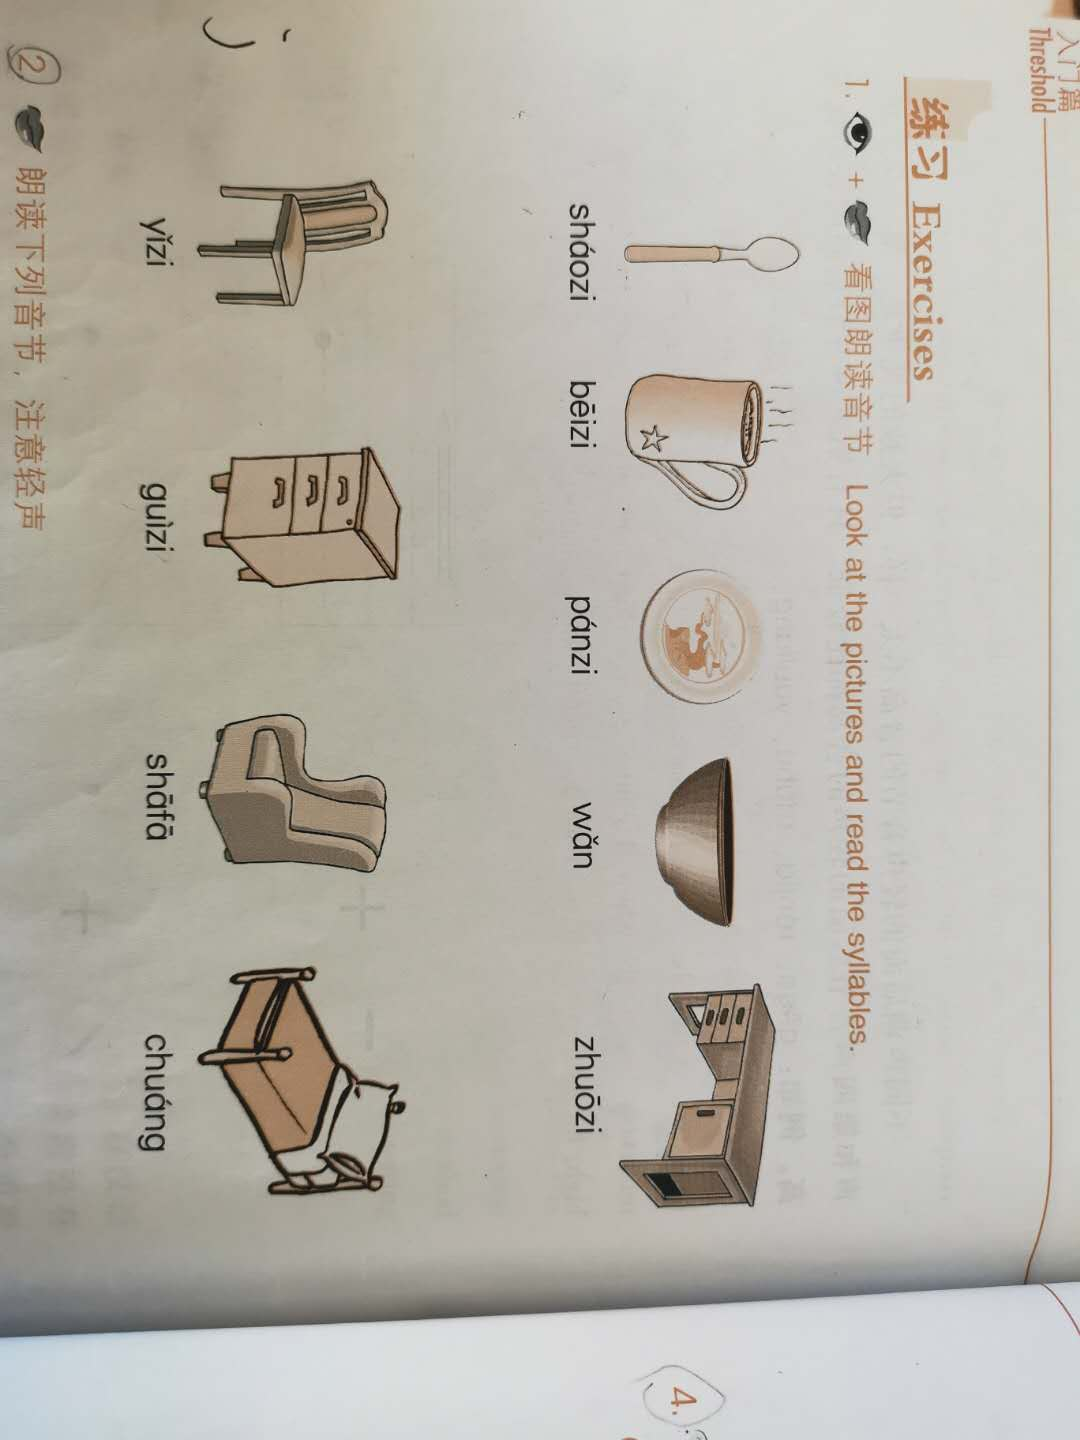 入门篇
Threshold
练习 Exercises
1. + 看图朗读音节 Look at the pictures and read the syllables.
sháozi bēizi pánzi wǎn zhuōzi
yǐzi guìzi shāfā chuáng
2 朗读下列音节，注意轻声
4.